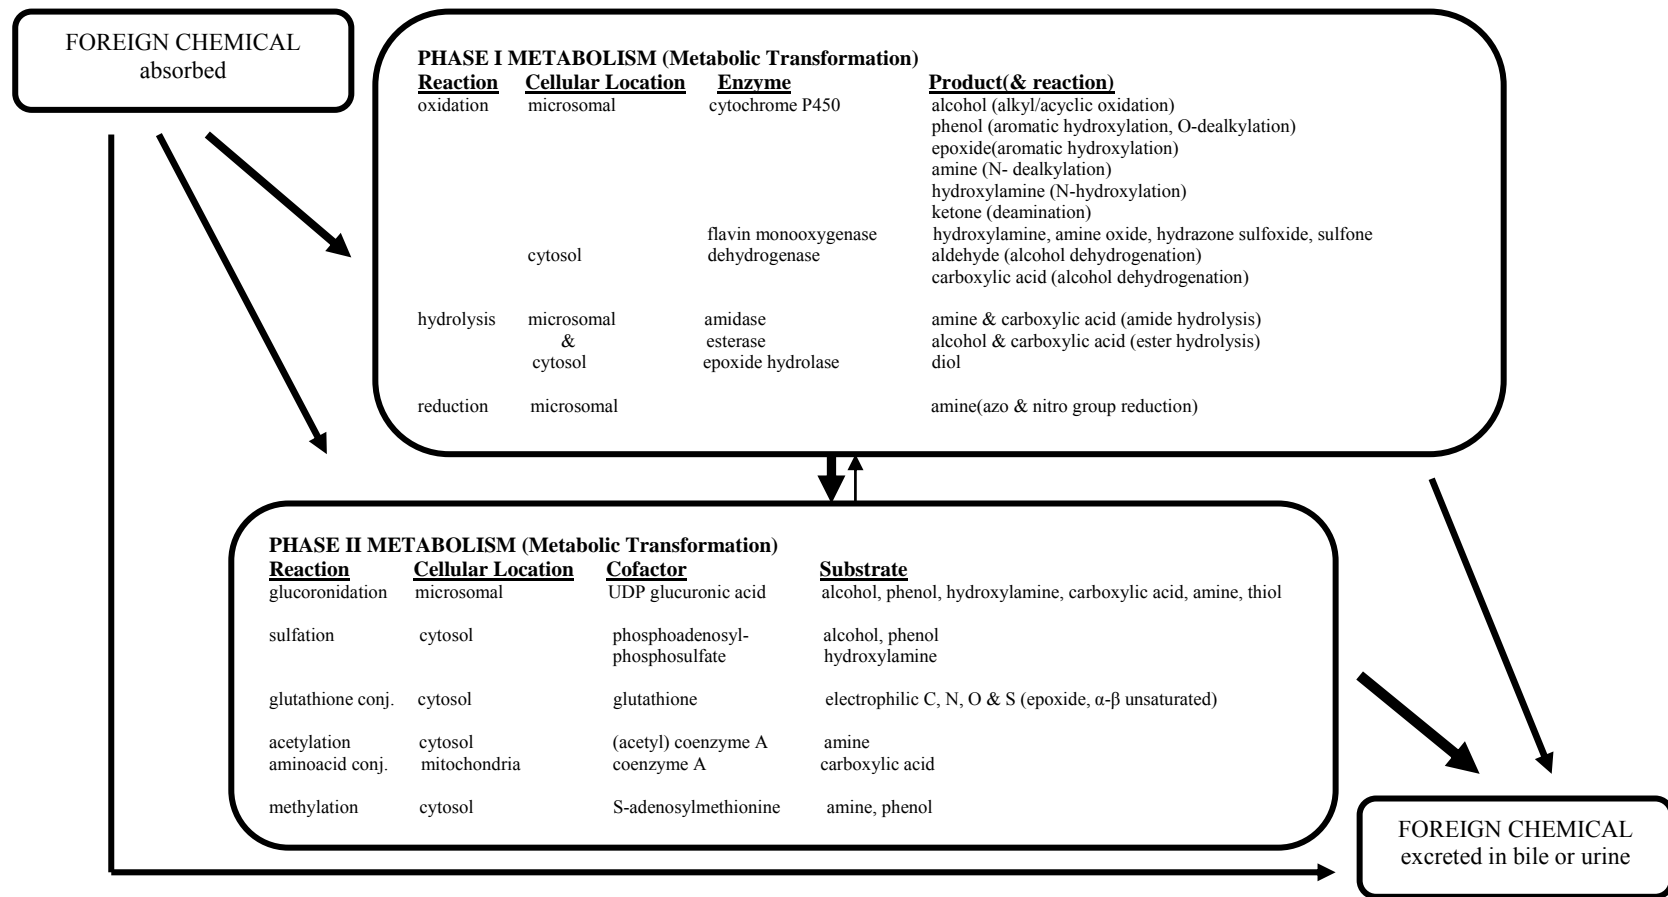 FOREIGN CHEMICAL
absorbed
PHASE I METABOLISM (Metabolic Transformation)
Reaction Cellular Location Enzyme Product(& reaction)
oxidation microsomal cytochrome P450 alcohol (alkyl/acyclic oxidation)
phenol (aromatic hydroxylation, O-dealkylation)
epoxide(aromatic hydroxylation)
amine (N- dealkylation)
hydroxylamine (N-hydroxylation)
ketone (deamination)
flavin monooxygenase hydroxylamine, amine oxide, hydrazone sulfoxide, sulfone
cytosol dehydrogenase aldehyde (alcohol dehydrogenation)
carboxylic acid (alcohol dehydrogenation)
hydrolysis microsomal amidase amine & carboxylic acid (amide hydrolysis)
& esterase alcohol & carboxylic acid (ester hydrolysis)
cytosol epoxide hydrolase diol
reduction microsomal amine(azo & nitro group reduction)
PHASE II METABOLISM (Metabolic Transformation)
Reaction Cellular Location Cofactor Substrate
glucoronidation microsomal UDP glucuronic acid alcohol, phenol, hydroxylamine, carboxylic acid, amine, thiol
sulfation cytosol phosphoadenosyl- alcohol, phenol
phosphosulfate hydroxylamine
glutathione conj. cytosol glutathione electrophilic C, N, O & S (epoxide, α-β unsaturated)
acetylation cytosol (acetyl) coenzyme A amine
aminoacid conj. mitochondria coenzyme A carboxylic acid
methylation cytosol S-adenosylmethionine amine, phenol
FOREIGN CHEMICAL
excreted in bile or urine